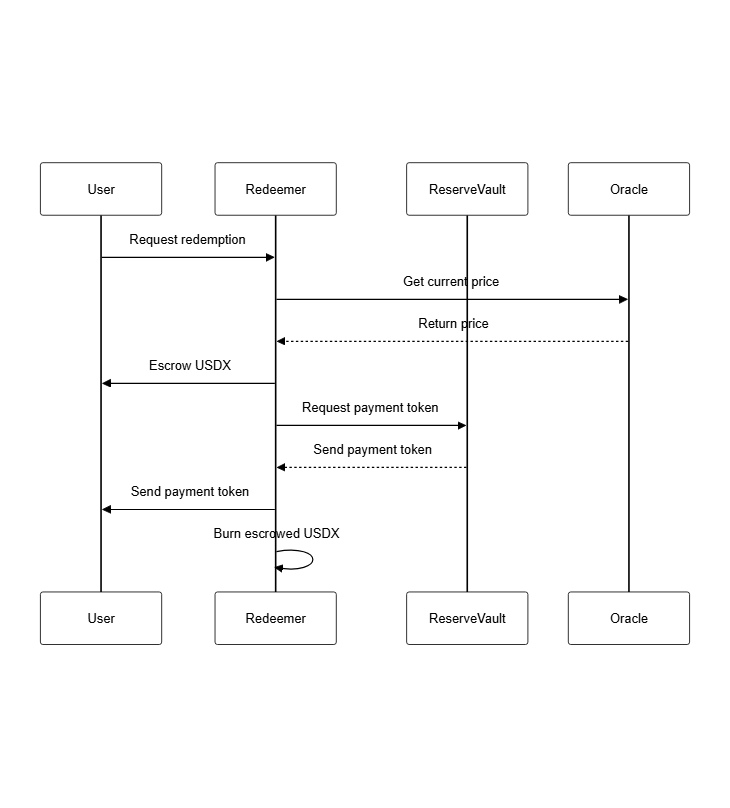 User
Redeemer
ReserveVault
Oracle
Request redemption
Get current price
Return price
Escrow USDX
Request payment token
Send payment token
Send payment token
Burn escrowed USDX
User
Redeemer
ReserveVault
Oracle